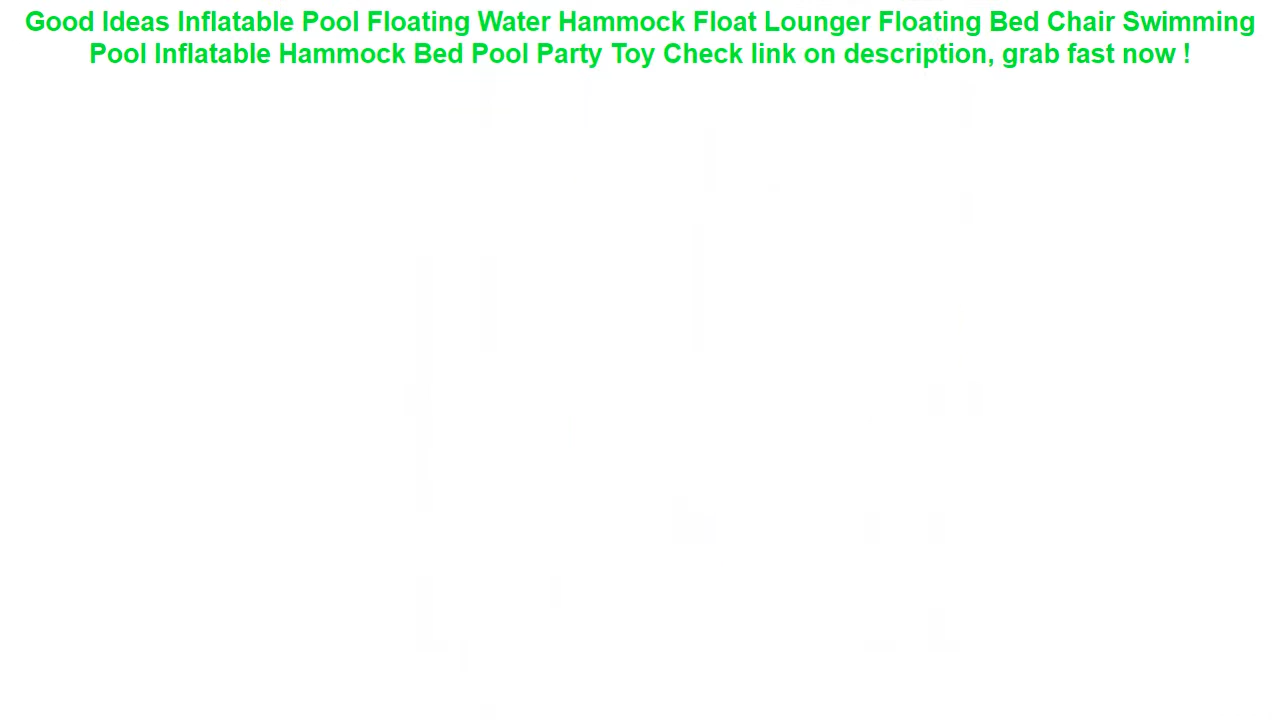 Good Ideas Inflatable Pool Floating Water Hammock Float Lounger Floating Bed Chair Swimming
Pool Inflatable Hammock Bed Pool Party Toy Check link on description, grab fast now !